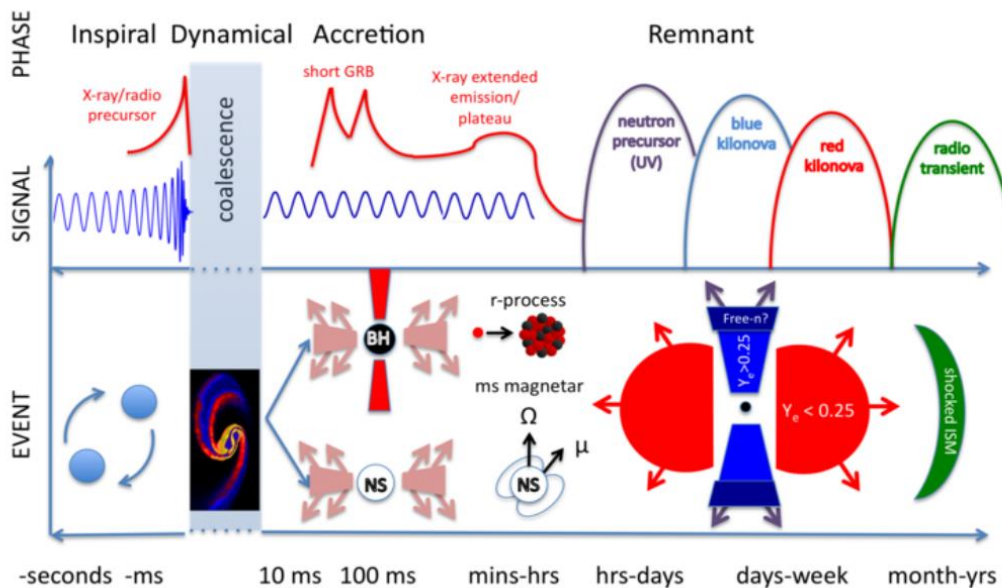 PHASE
Inspiral Dynamical Accretion Remnant
SIGNAL
X-ray/radio
precursor
coalescence
short GRB
X-ray extended
emission/
plateau
neutron
precursor
(UV)
blue
kilonova
red
kilonova
radio
transient
EVENT
BH
NS
r-process
ms magnetar
Ω
μ
NS
Free-n?
Yₑ>0.25
Yₑ < 0.25
shocked ISM
-seconds -ms 10 ms 100 ms mins-hrs hrs-days days-week month-yrs